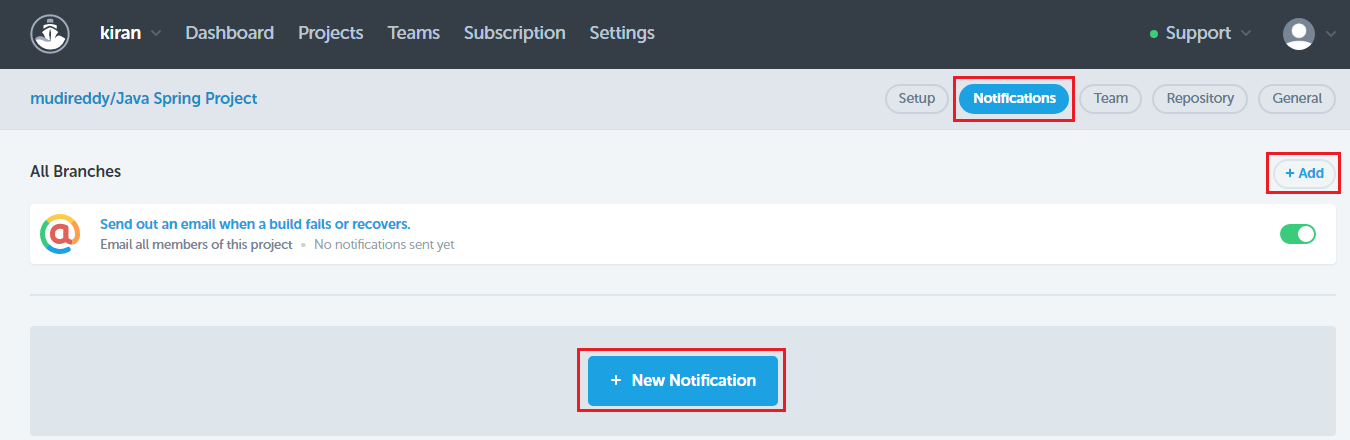 kiran Dashboard Projects Teams Subscription Settings Support
mudireddy/Java Spring Project Setup Notifications Team Repository General
All Branches + Add
Send out an email when a build fails or recovers.
Email all members of this project • No notifications sent yet
+ New Notification